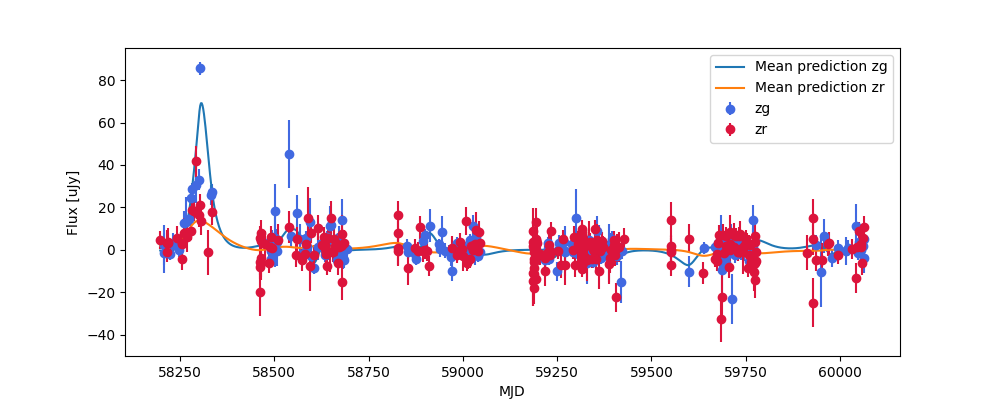 Mean prediction zg
Mean prediction zr
zg
zr
80
60
40
20
0
−20
−40
Flux [uJy]
58250
58500
58750
59000
59250
59500
59750
60000
MJD